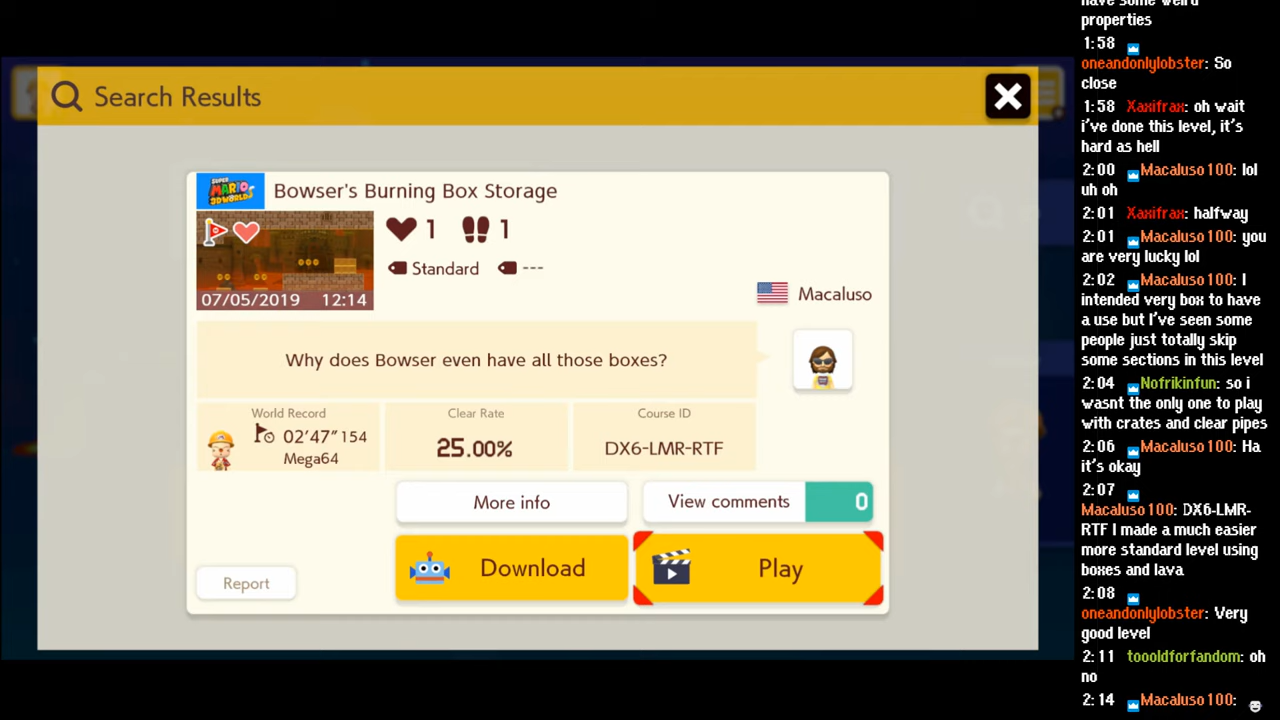 Search Results
SUPER MARIO 3D WORLD
Bowser's Burning Box Storage
1 1
Standard ---
07/05/2019 12:14
Macaluso
Why does Bowser even have all those boxes?
World Record
02'47"154
Mega64
Clear Rate
25.00%
Course ID
DX6-LMR-RTF
More info
View comments 0
Report
Download
Play
have some weird
properties
1:58
oneandonlylobster: So
close
1:58 Xaxifrax: oh wait
i've done this level, it's
hard as hell
2:00 Macaluso100: lol
uh oh
2:01 Xaxifrax: halfway
2:01 Macaluso100: you
are very lucky lol
2:02 Macaluso100: I
intended very box to have
a use but I've seen some
people just totally skip
some sections in this level
2:04 Nofrikinfun: so i
wasnt the only one to play
with crates and clear pipes
2:06 Macaluso100: Ha
it's okay
2:07
Macaluso100: DX6-LMR-
RTF I made a much easier
more standard level using
boxes and lava
2:08
oneandonlylobster: Very
good level
2:11 toooldforfandom: oh
no
2:14 Macaluso100: